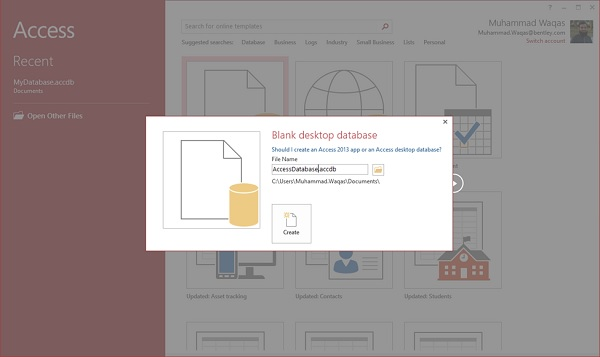 Access
Recent
MyDatabase.accdb
Documents
Open Other Files
Search for online templates
Suggested searches: Database Business Logs Industry Small Business Lists Personal
Muhammad Waqas
Muhammad.Waqas@bentley.com
Switch account
Blank desktop database
Should I create an Access 2013 app or an Access desktop database?
File Name
AccessDatabase.accdb
C:\Users\Muhammad.Waqas\Documents\
Create
Updated: Asset tracking
Updated: Contacts
Updated: Students